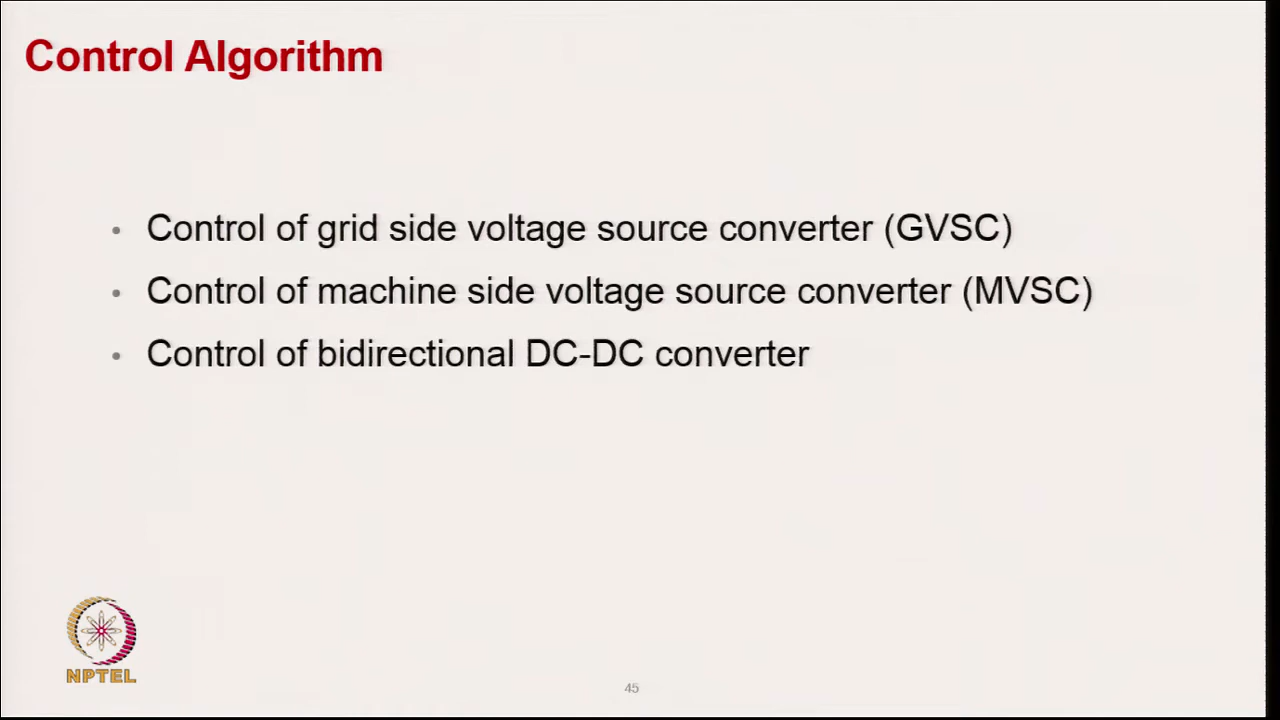 Control Algorithm
• Control of grid side voltage source converter (GVSC)
• Control of machine side voltage source converter (MVSC)
• Control of bidirectional DC-DC converter
NPTEL
45